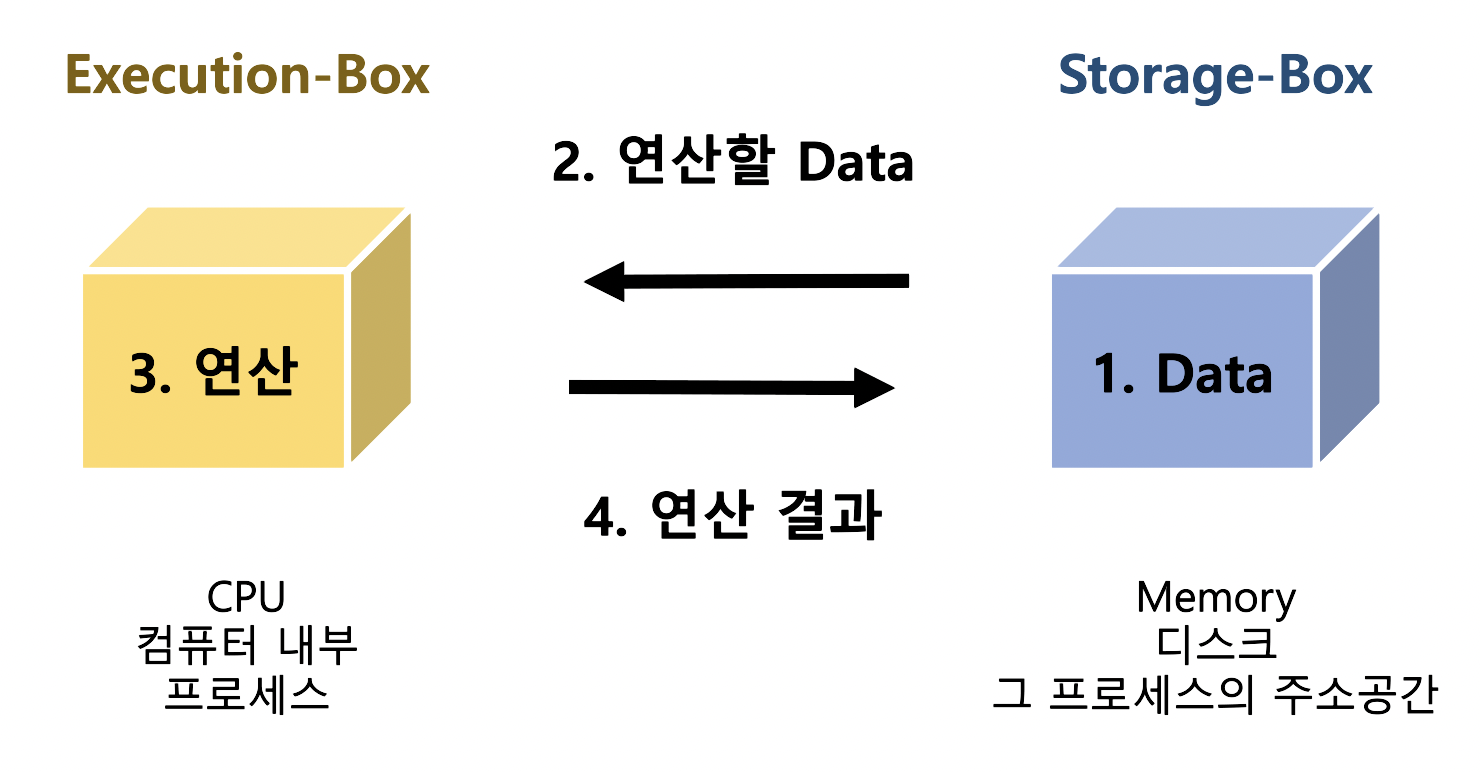 Execution-Box
Storage-Box
2. 연산할 Data
3. 연산
1. Data
4. 연산 결과
CPU
컴퓨터 내부
프로세스
Memory
디스크
그 프로세스의 주소공간